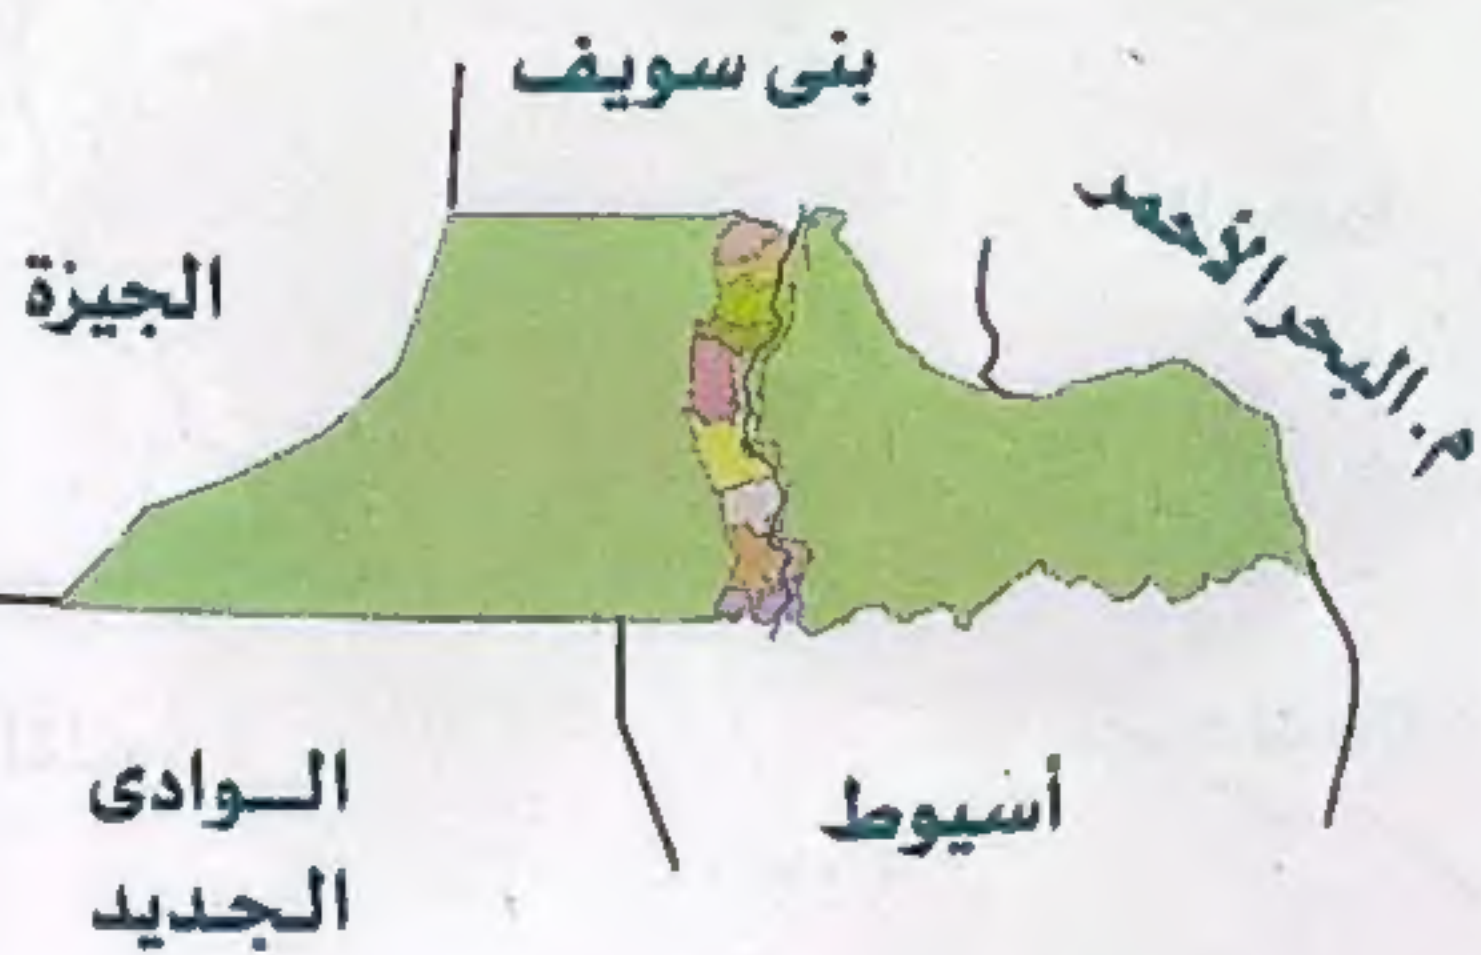 بنى سويف
م. البحر الأحمر
الجيزة
الـوادى
الجديد
أسيوط